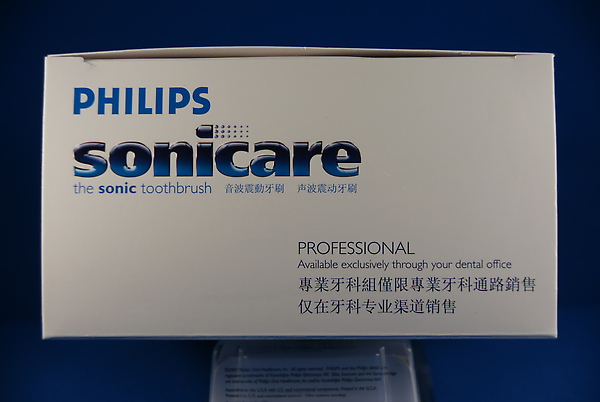 PHILIPS
sonicare
the sonic toothbrush 音波震動牙刷 声波震动牙刷
PROFESSIONAL
Available exclusively through your dental office
專業牙科組僅限專業牙科通路銷售
仅在牙科专业渠道销售